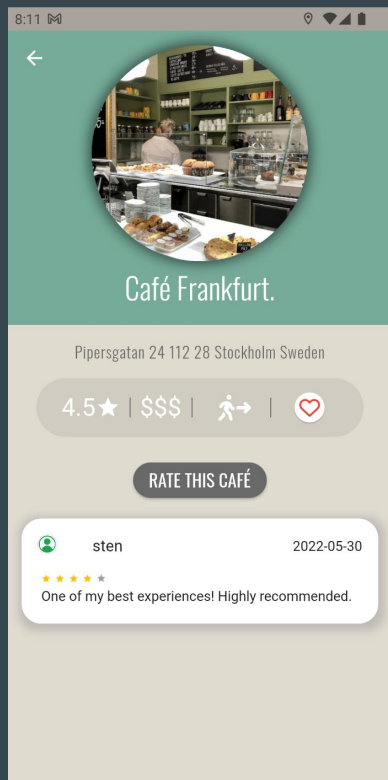 8:11
Café Frankfurt.
Pipersgatan 24 112 28 Stockholm Sweden
4.5★ | $$$ | |
RATE THIS CAFÉ
sten 2022-05-30
One of my best experiences! Highly recommended.